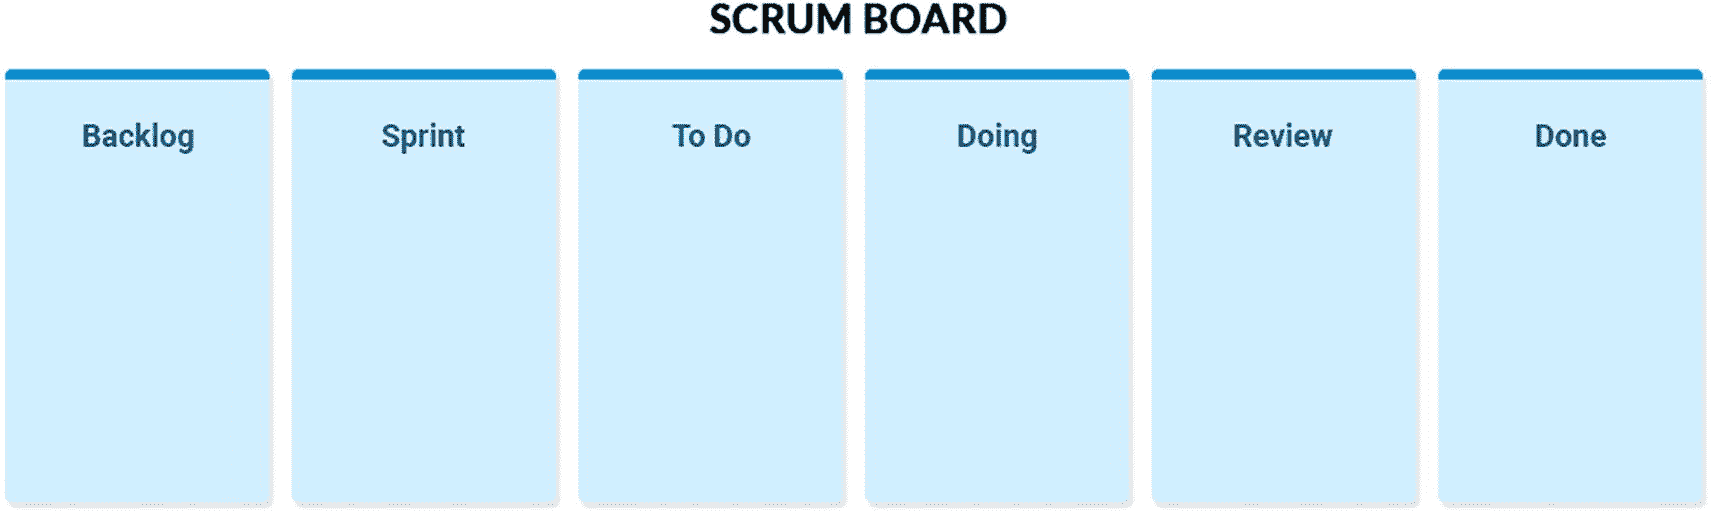 SCRUM BOARD
Backlog
Sprint
To Do
Doing
Review
Done